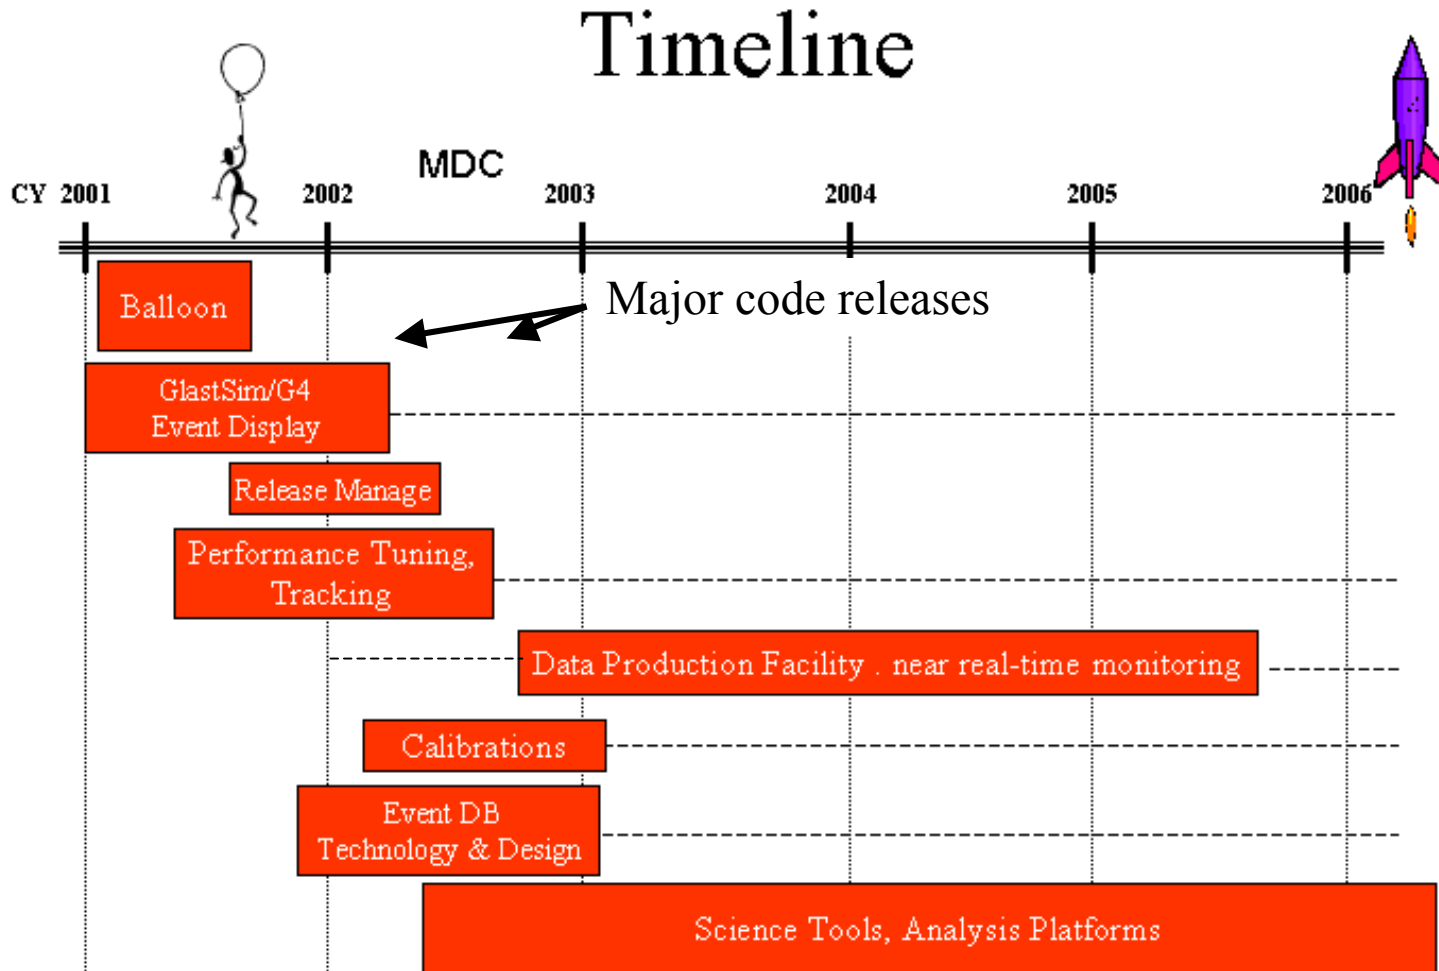 Timeline
MDC
CY 2001 2002 2003 2004 2005 2006
Balloon
Major code releases
GlastSim/G4
Event Display
Release Manage
Performance Tuning,
Tracking
Data Production Facility . near real-time monitoring
Calibrations
Event DB
Technology & Design
Science Tools, Analysis Platforms